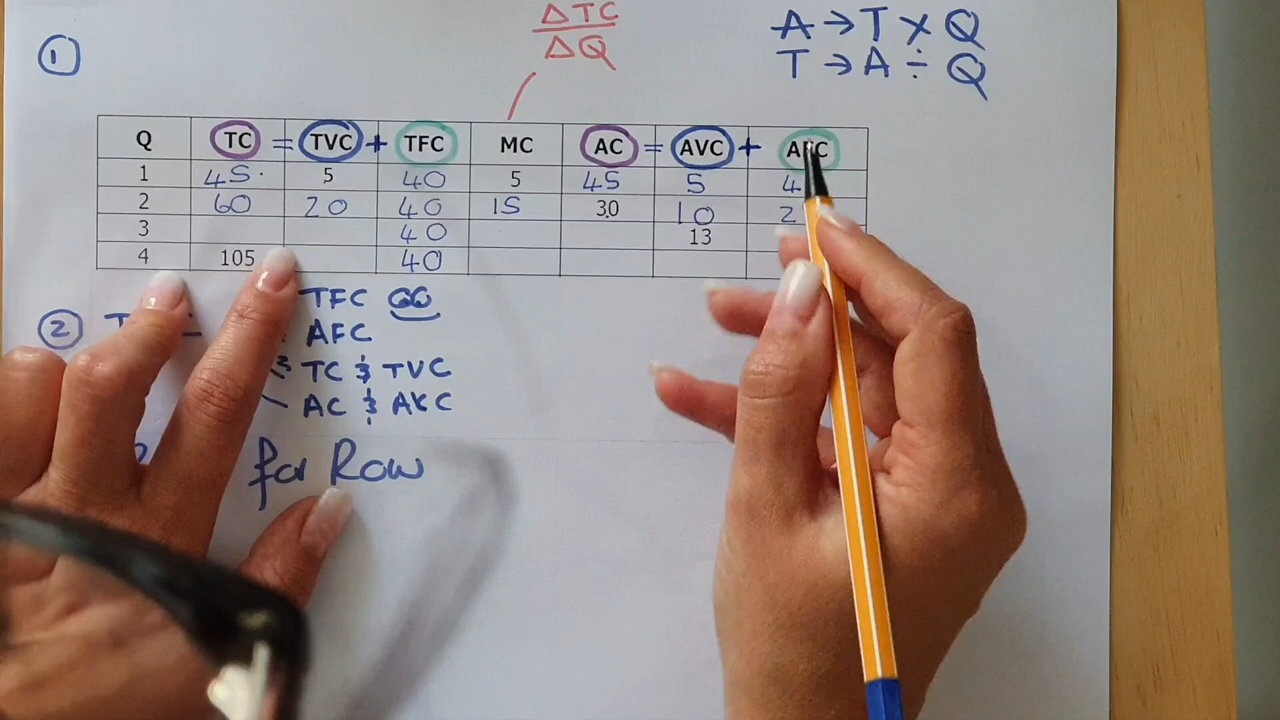 1
ΔTC
ΔQ
A → T × Q
T → A ÷ Q
Q TC = TVC + TFC MC AC = AVC + AFC
1 45 5 40 5 45 5 4
2 60 20 40 15 30 10 2
3 40 13
4 105 40
2 TFC
AFC
TC & TVC
AC &
for Row